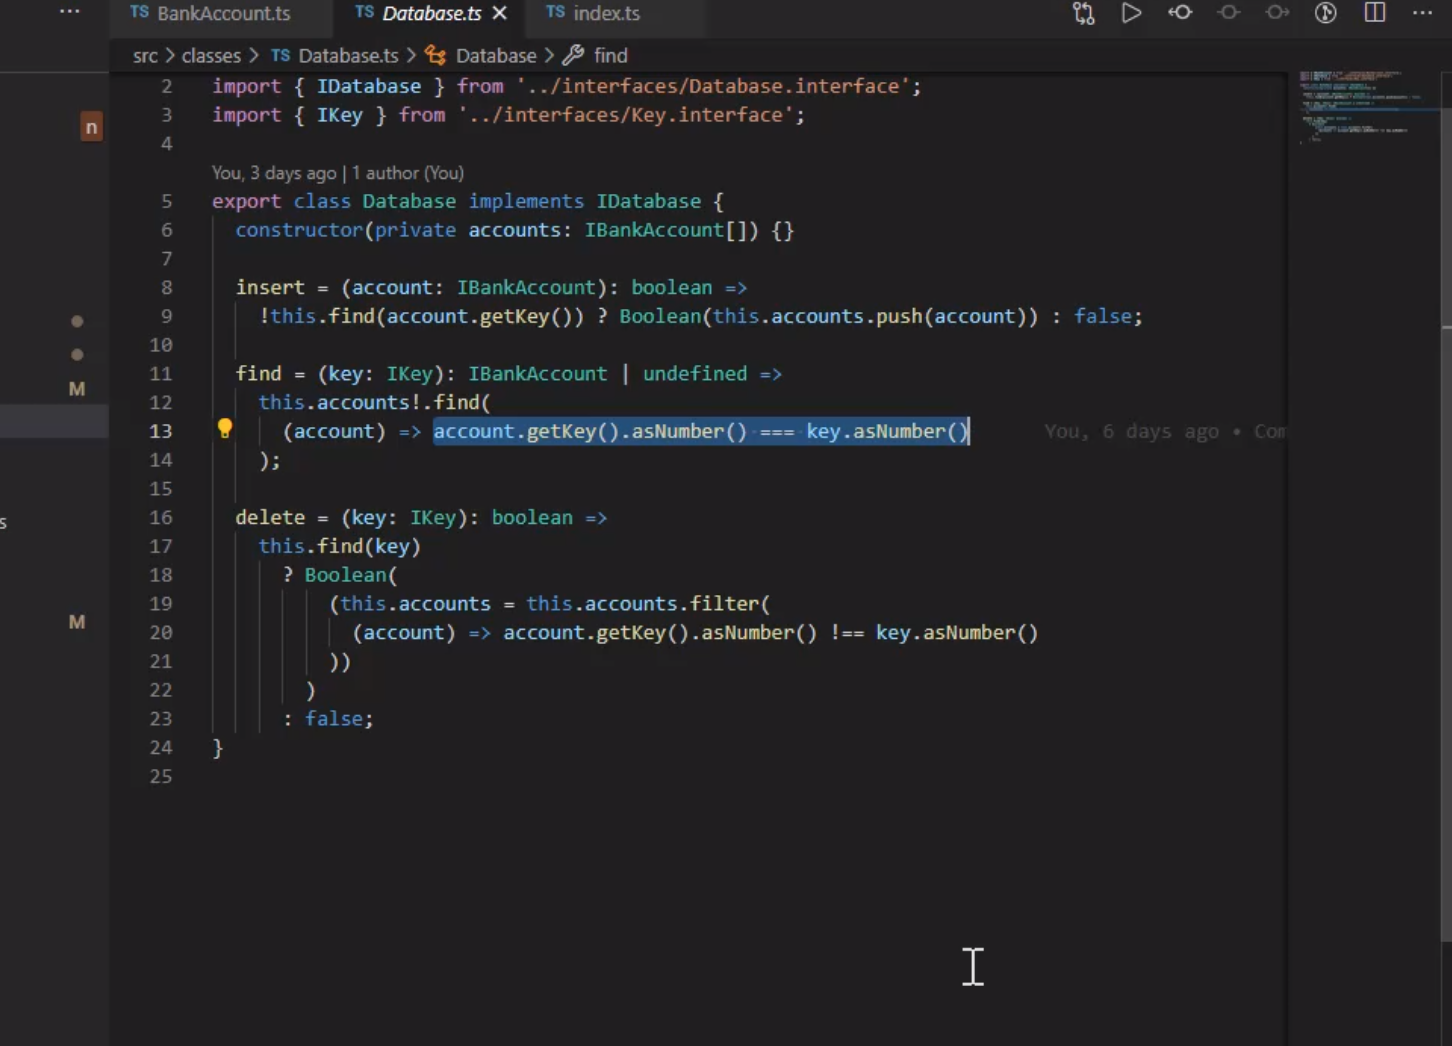 ···
TS BankAccount.ts
TS Database.ts
TS index.ts
···
src > classes > TS Database.ts > Database > find
n
2 import { IDatabase } from '../interfaces/Database.interface';
3 import { IKey } from '../interfaces/Key.interface';
4
You, 3 days ago | 1 author (You)
5 export class Database implements IDatabase {
6 constructor(private accounts: IBankAccount[]) {}
7
8 insert = (account: IBankAccount): boolean =>
9 !this.find(account.getKey()) ? Boolean(this.accounts.push(account)) : false;
10
11 find = (key: IKey): IBankAccount | undefined =>
M
12 this.accounts!.find(
13 (account) => account.getKey().asNumber() === key.asNumber() You, 6 days ago • Com
14 );
15
s
16 delete = (key: IKey): boolean =>
17 this.find(key)
18 ? Boolean(
19 (this.accounts = this.accounts.filter(
M
20 (account) => account.getKey().asNumber() !== key.asNumber()
21 ))
22 )
23 : false;
24 }
25